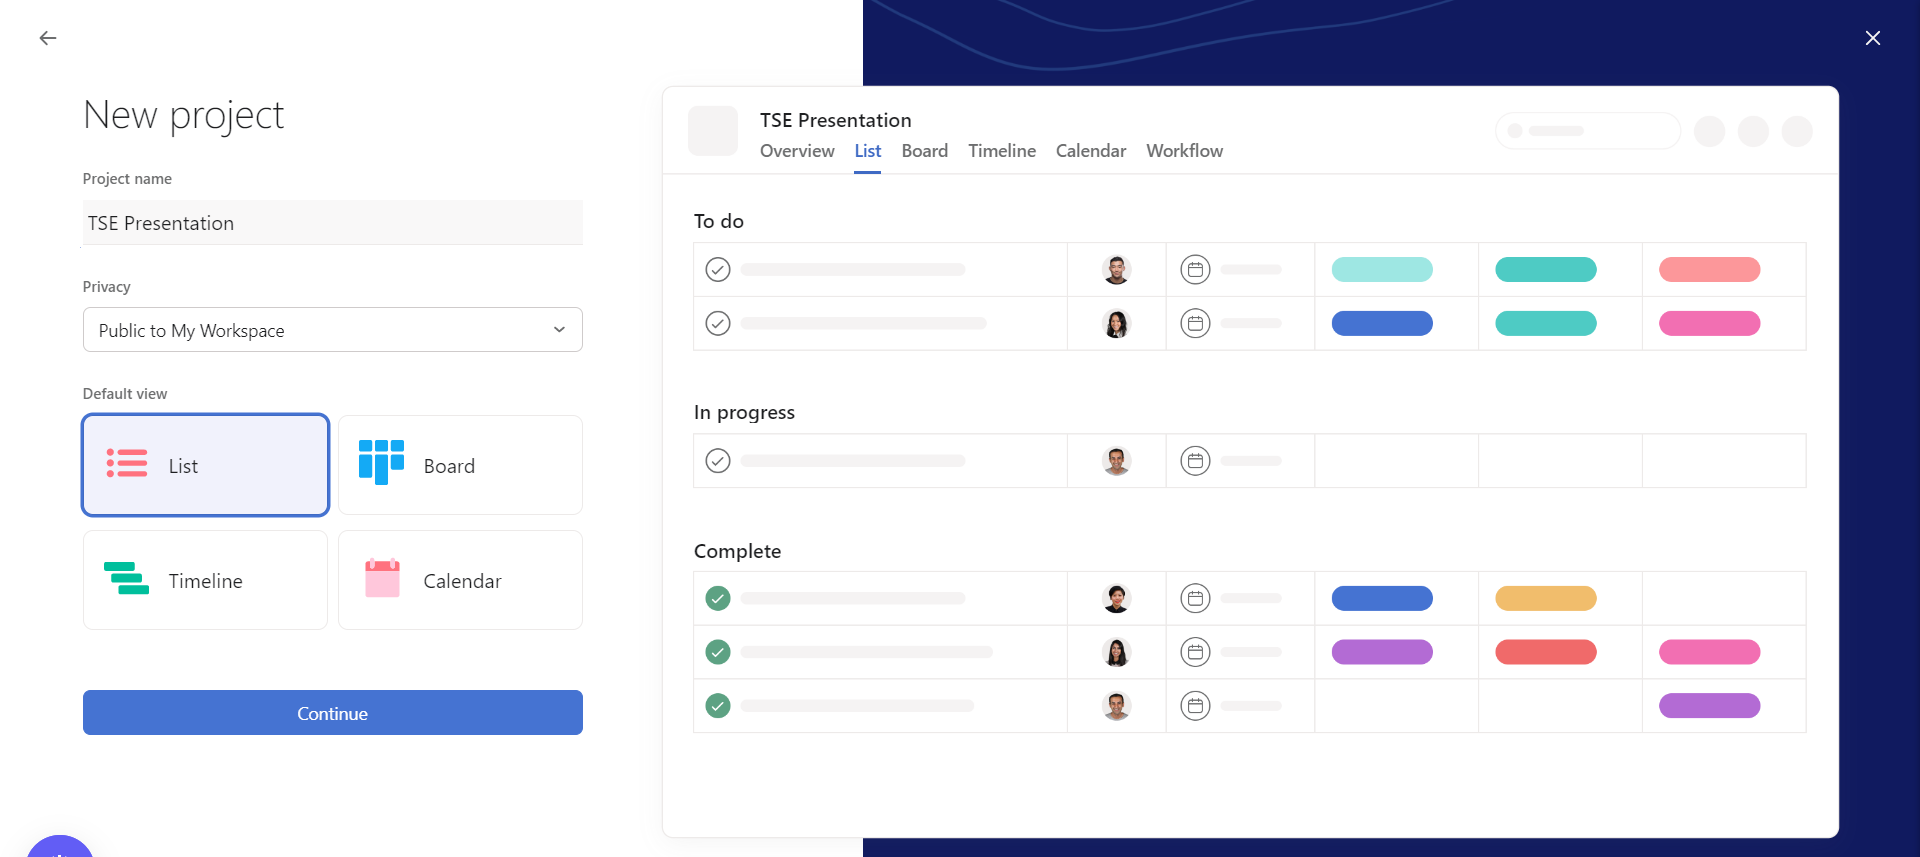 New project
Project name
TSE Presentation
Privacy
Public to My Workspace
Default view
List
Board
Timeline
Calendar
Continue
TSE Presentation
Overview List Board Timeline Calendar Workflow
To do
In progress
Complete